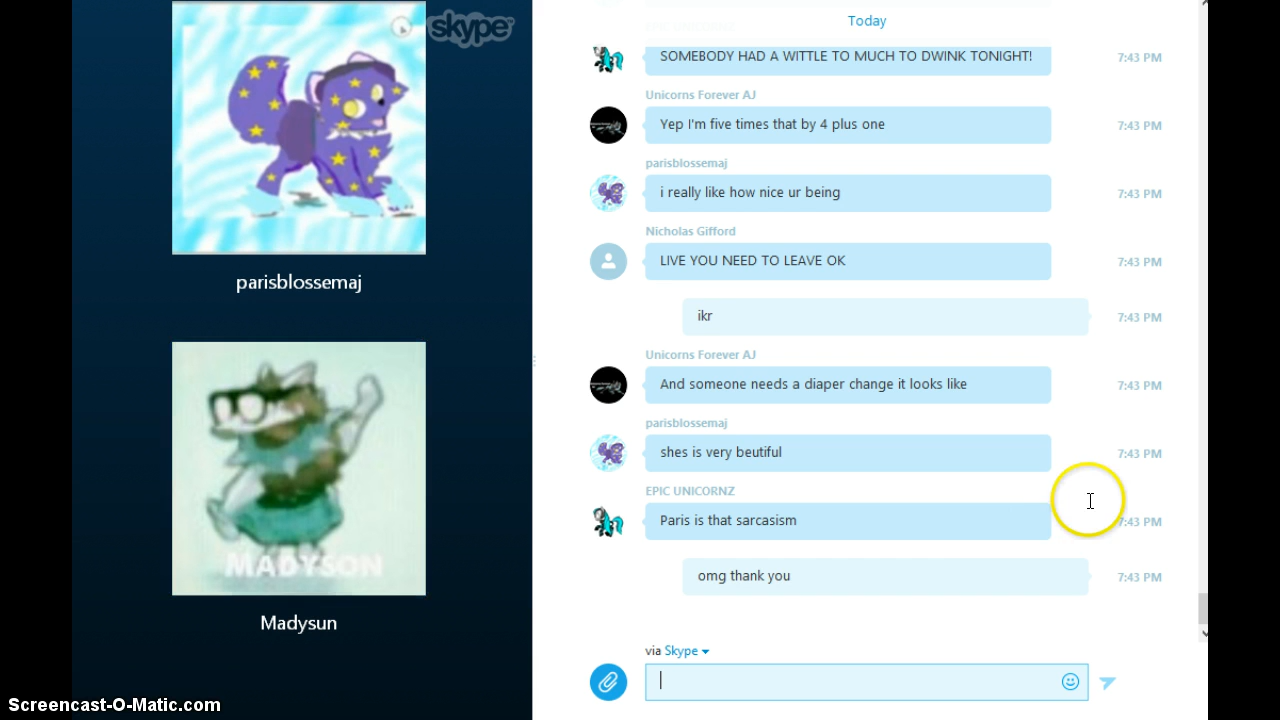 skype
Today
SOMEBODY HAD A WITTLE TO MUCH TO DWINK TONIGHT!
7:43 PM
Unicorns Forever AJ
Yep I'm five times that by 4 plus one
7:43 PM
parisblossemaj
i really like how nice ur being
7:43 PM
Nicholas Gifford
LIVE YOU NEED TO LEAVE OK
7:43 PM
parisblossemaj
ikr
7:43 PM
Unicorns Forever AJ
And someone needs a diaper change it looks like
7:43 PM
parisblossemaj
shes is very beutiful
7:43 PM
EPIC UNICORNZ
Paris is that sarcasism
7:43 PM
omg thank you
7:43 PM
MADYSON
Madysun
via Skype
Screencast-O-Matic.com